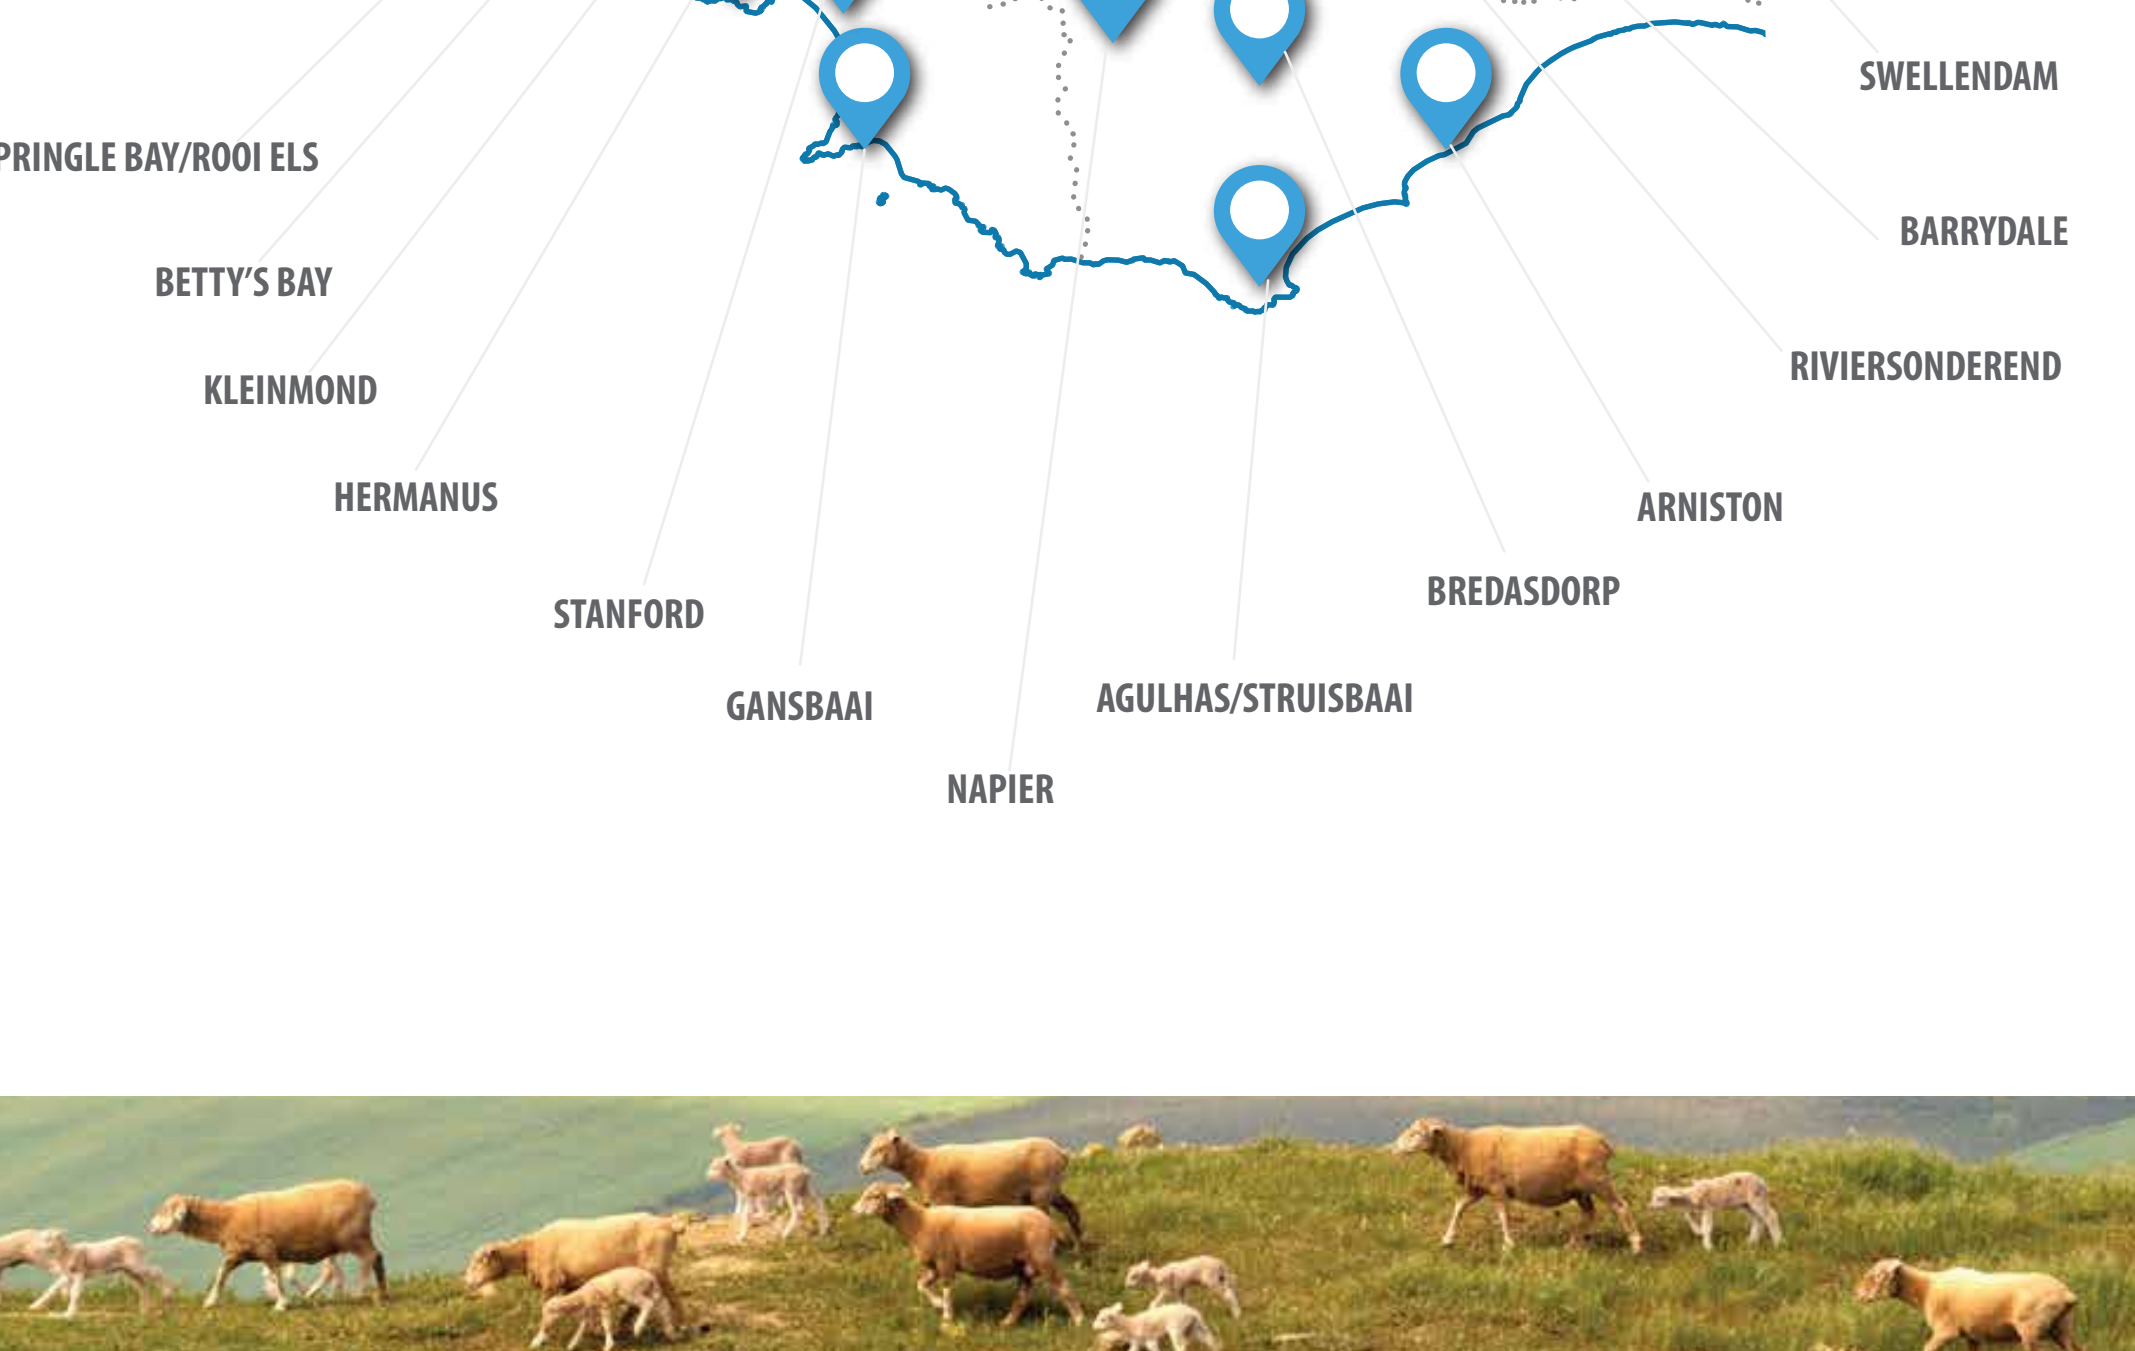 SWELLENDAM
PRINGLE BAY/ROOI ELS
BARRYDALE
BETTY'S BAY
RIVIERSONDEREND
KLEINMOND
HERMANUS
ARNISTON
BREDASDORP
STANFORD
AGULHAS/STRUISBAAI
GANSBAAI
NAPIER